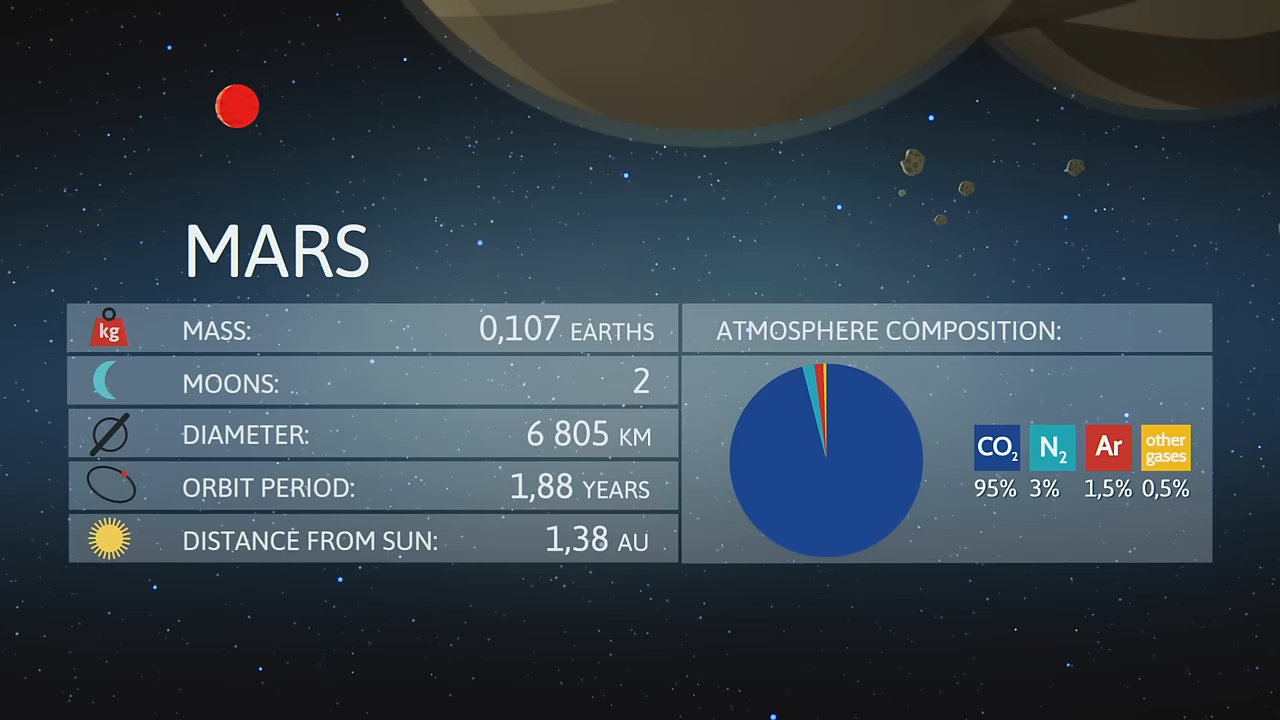 MARS
kg MASS: 0,107 EARTHS
MOONS: 2
DIAMETER: 6 805 KM
ORBIT PERIOD: 1,88 YEARS
DISTANCE FROM SUN: 1,38 AU
ATMOSPHERE COMPOSITION:
CO₂ N₂ Ar other gases
95% 3% 1,5% 0,5%